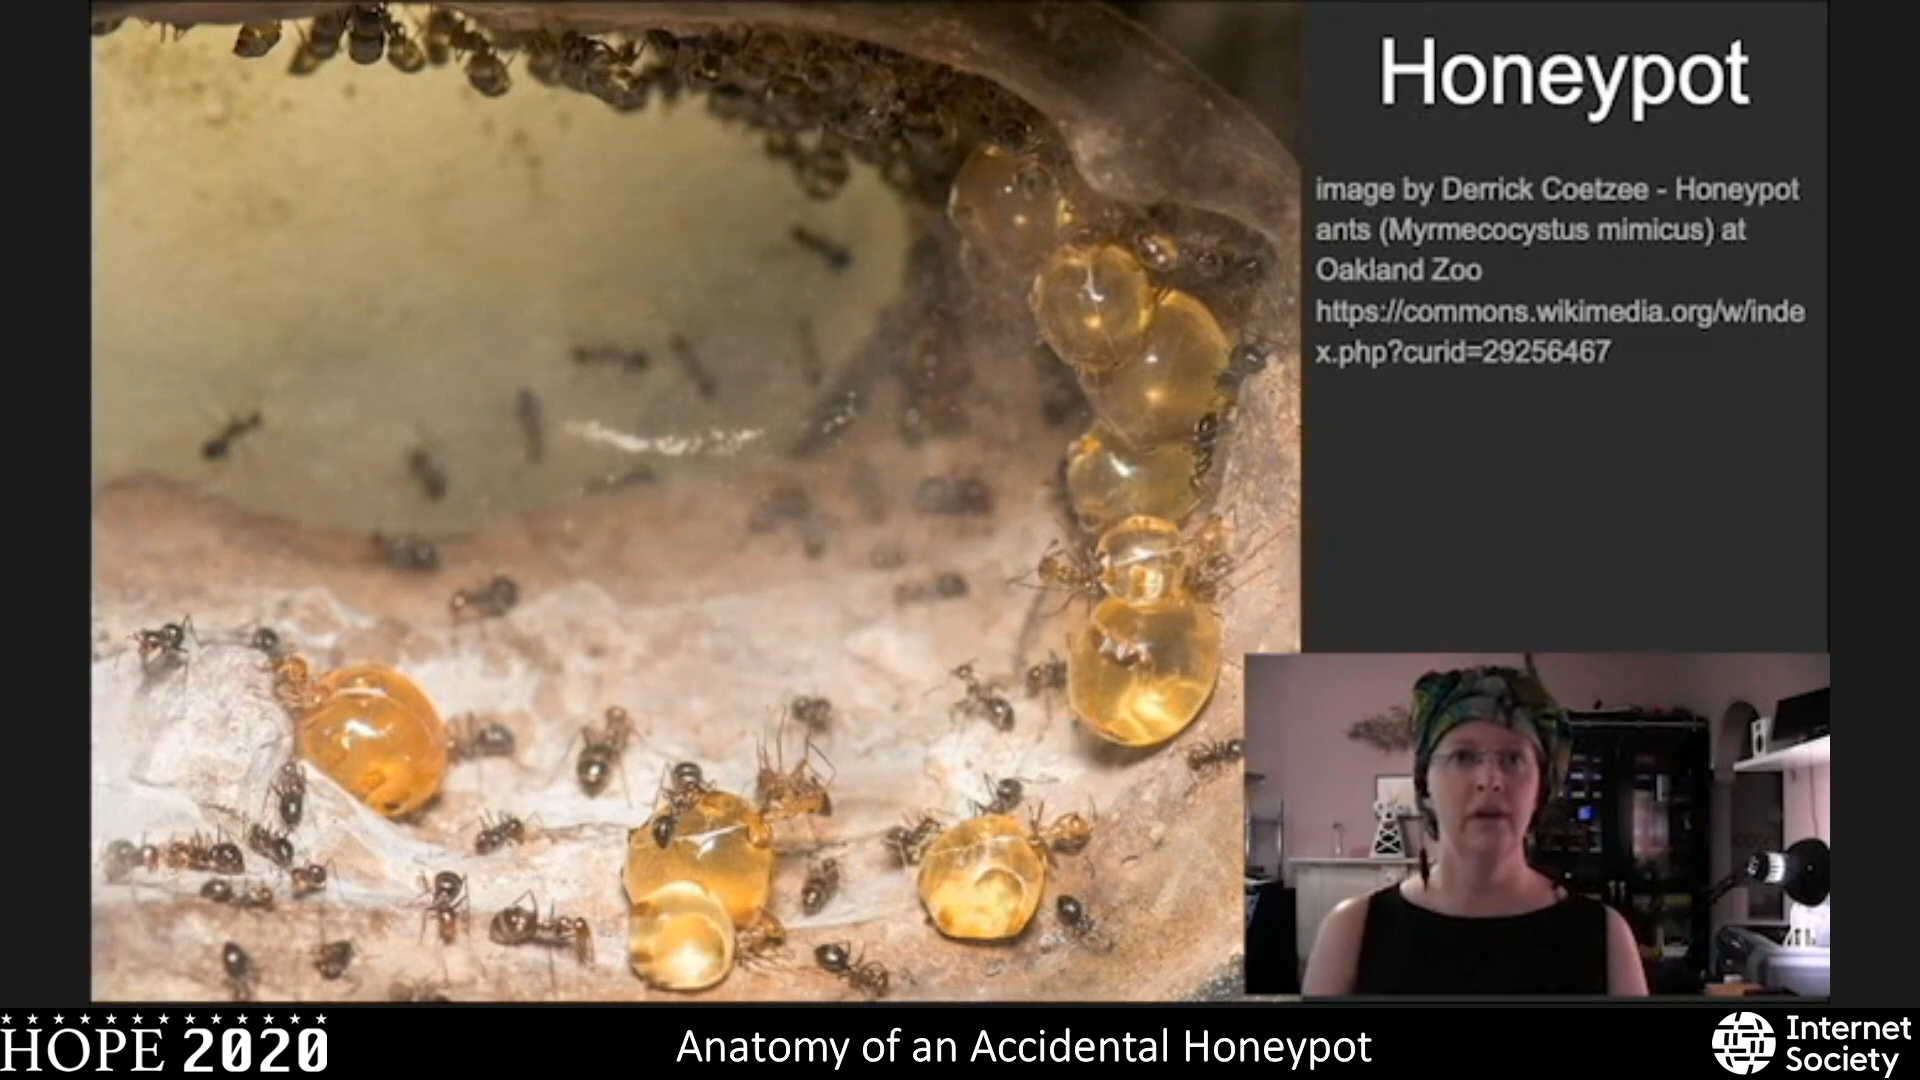 Honeypot
image by Derrick Coetzee - Honeypot
ants (Myrmecocystus mimicus) at
Oakland Zoo
https://commons.wikimedia.org/w/inde
x.php?curid=29256467
HOPE 2020
Anatomy of an Accidental Honeypot
Internet
Society